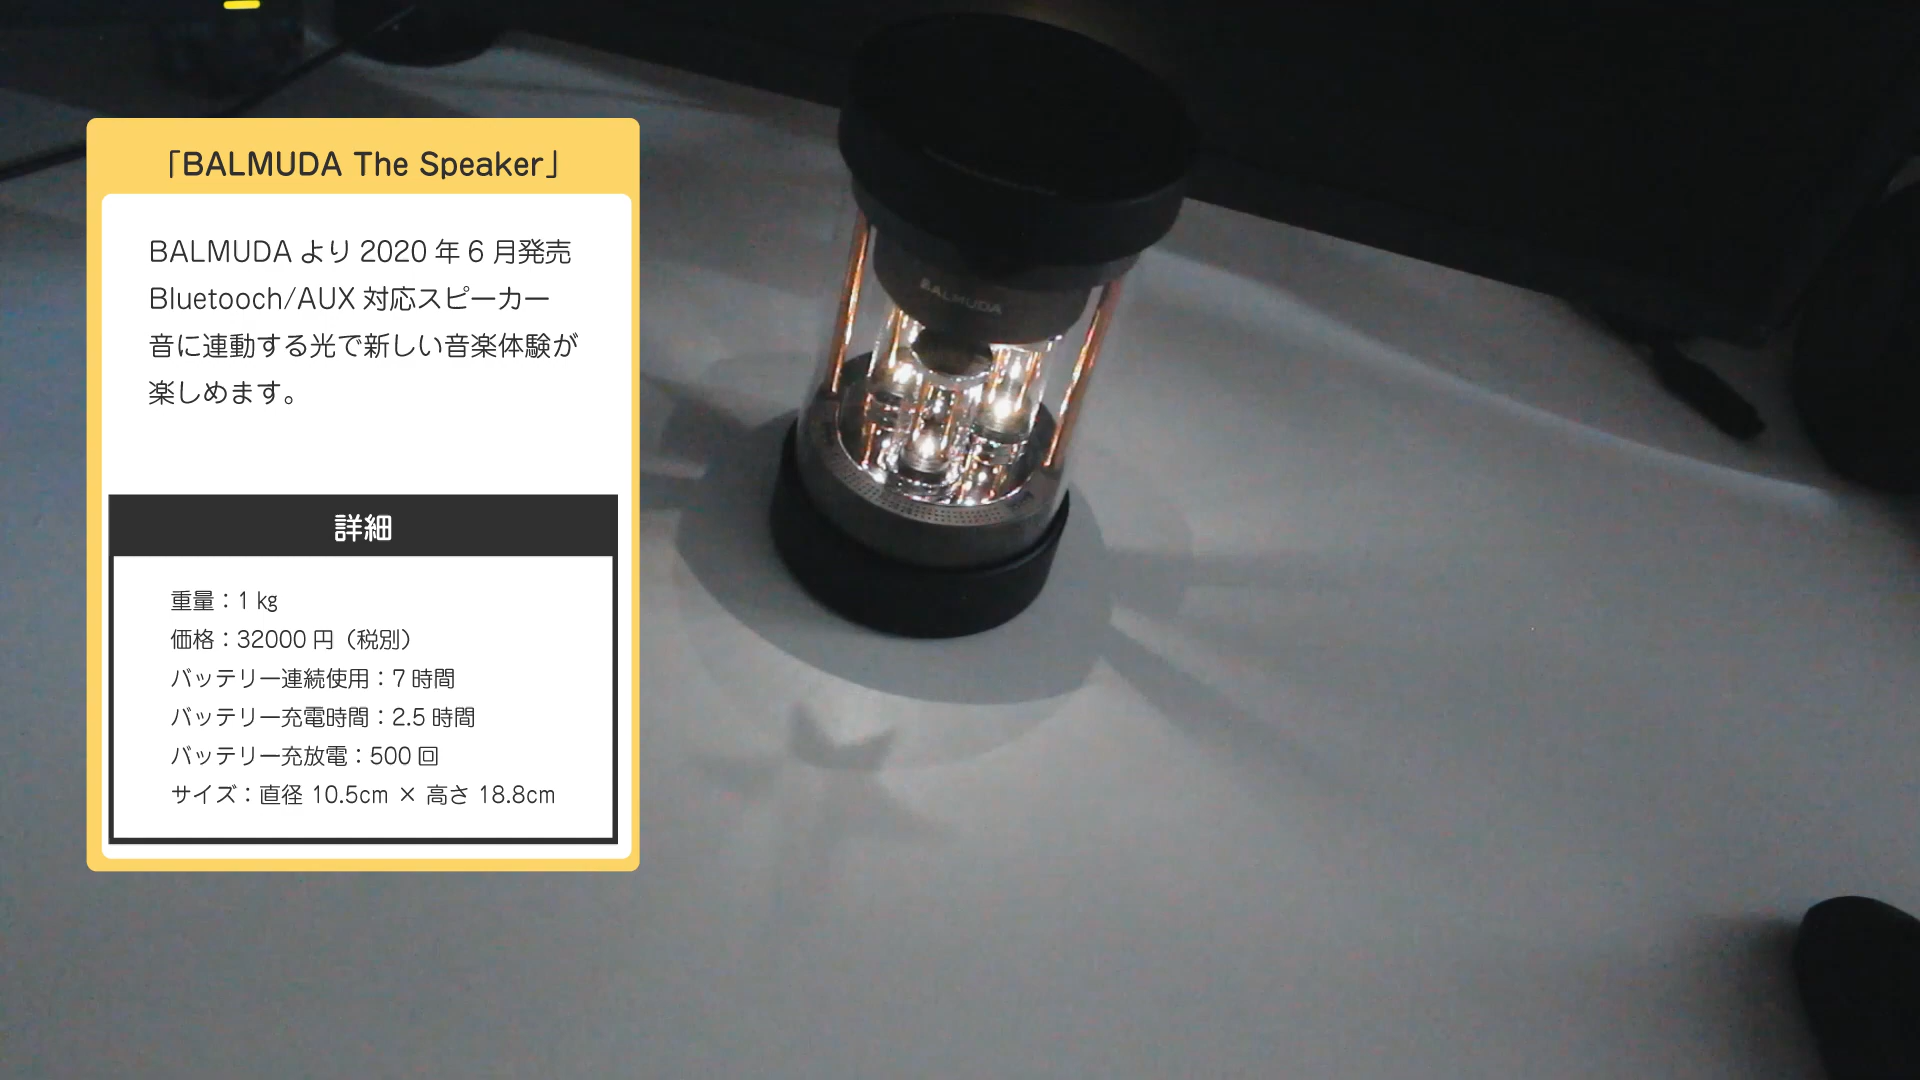 「BALMUDA The Speaker」
BALMUDA より 2020 年 6 月発売
Bluetooch/AUX 対応スピーカー
音に連動する光で新しい音楽体験が
楽しめます。
詳細
重量：1 kg
価格：32000 円（税別）
バッテリー連続使用：7 時間
バッテリー充電時間：2.5 時間
バッテリー充放電：500 回
サイズ：直径 10.5cm × 高さ 18.8cm
BALMUDA